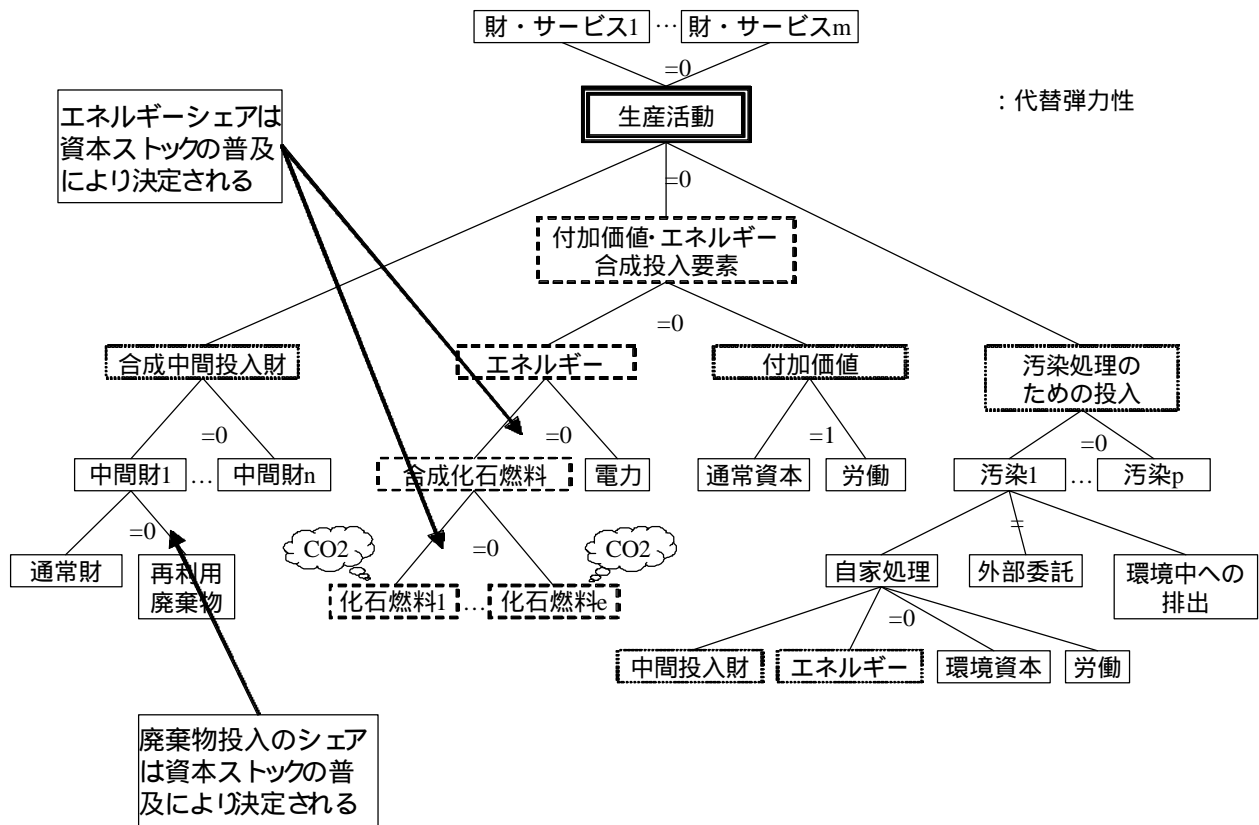 財・サービス1 … 財・サービスm
=0
生産活動
: 代替弾力性
エネルギーシェアは
資本ストックの普及
により決定される
=0
付加価値・エネルギー
合成投入要素
=0
合成中間投入財
エネルギー
付加価値
汚染処理の
ための投入
=0
=0
=1
=0
中間財1 … 中間財n
合成化石燃料
電力
通常資本
労働
汚染1 … 汚染p
=0
CO2
=0
CO2
=
通常財
再利用
廃棄物
化石燃料1 … 化石燃料e
自家処理
外部委託
環境中への
排出
=0
中間投入財
エネルギー
環境資本
労働
廃棄物投入のシェア
は資本ストックの普
及により決定される